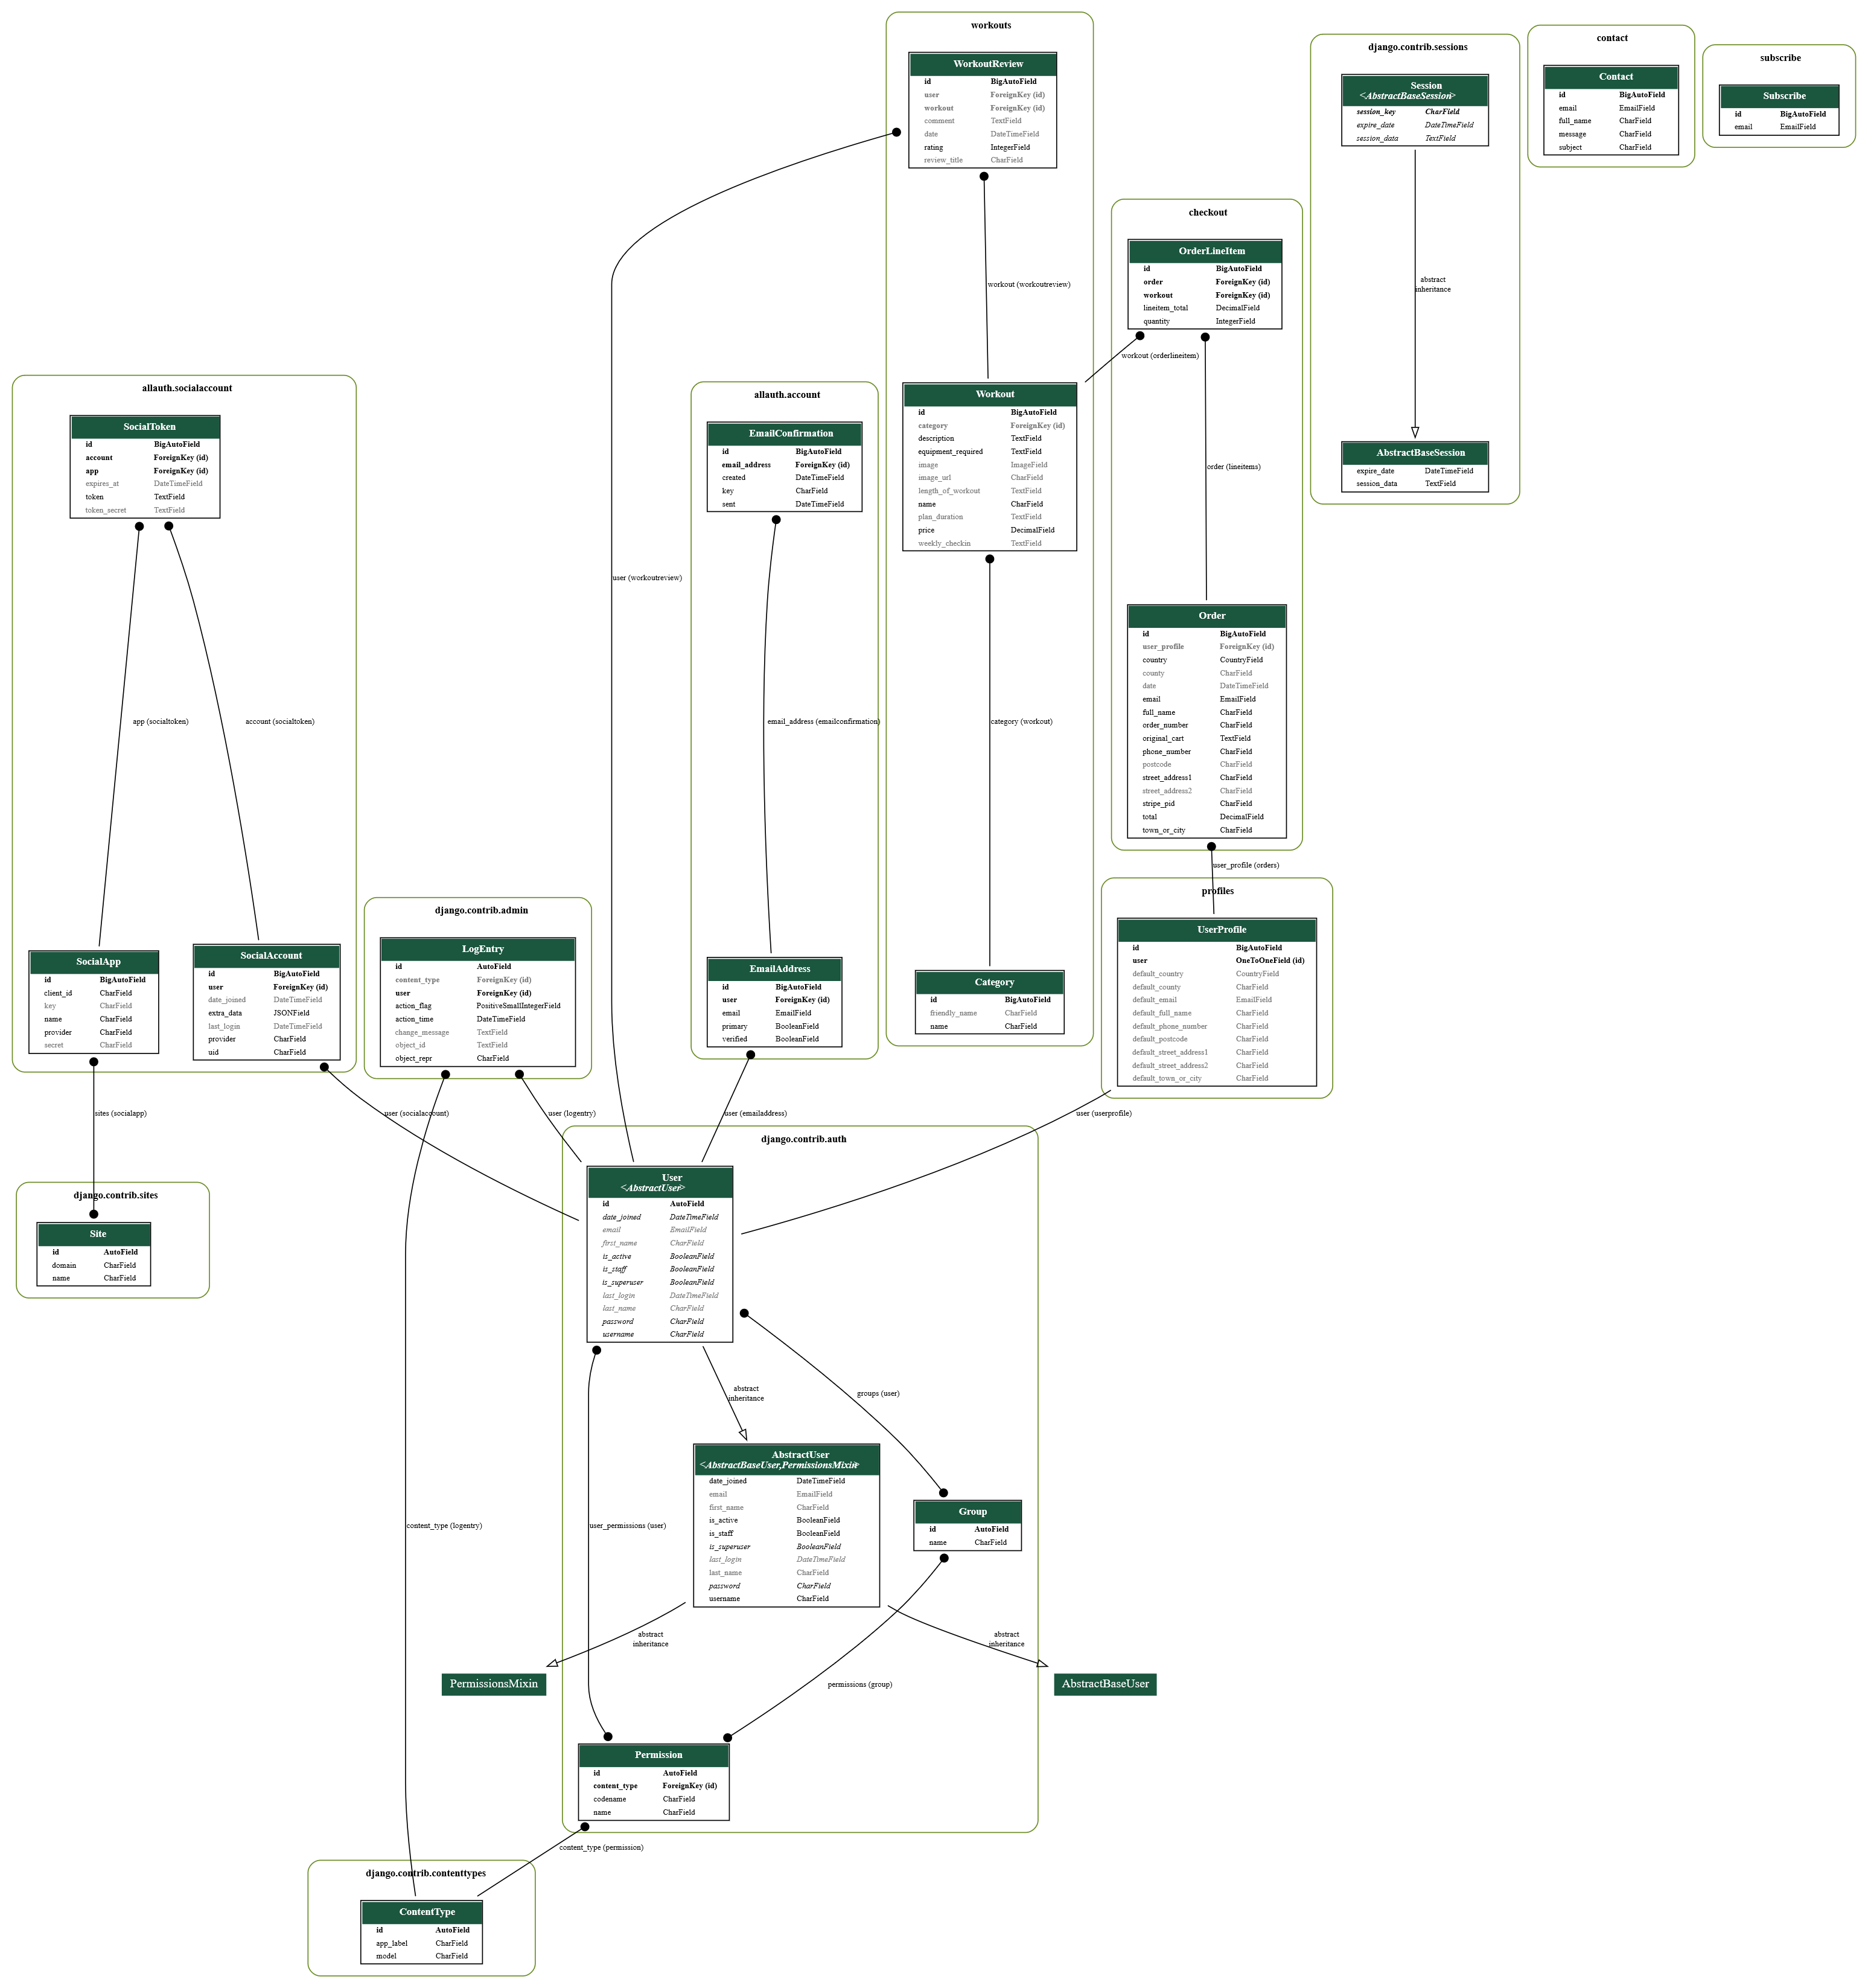 workouts
WorkoutReview
id BigAutoField
user ForeignKey (id)
workout ForeignKey (id)
comment TextField
date DateTimeField
rating IntegerField
review_title CharField
django.contrib.sessions
Session
<AbstractBaseSession>
session_key CharField
expire_date DateTimeField
session_data TextField
contact
Contact
id BigAutoField
email EmailField
full_name CharField
message CharField
subject CharField
subscribe
Subscribe
id BigAutoField
email EmailField
checkout
OrderLineItem
id BigAutoField
order ForeignKey (id)
workout ForeignKey (id)
lineitem_total DecimalField
quantity IntegerField
workout (workoutreview)
abstract
inheritance
workout (orderlineitem)
allauth.socialaccount
SocialToken
id BigAutoField
account ForeignKey (id)
app ForeignKey (id)
expires_at DateTimeField
token TextField
token_secret TextField
allauth.account
EmailConfirmation
id BigAutoField
email_address ForeignKey (id)
created DateTimeField
key CharField
sent DateTimeField
Workout
id BigAutoField
category ForeignKey (id)
description TextField
equipment_required TextField
image ImageField
image_url CharField
length_of_workout TextField
name CharField
plan_duration TextField
price DecimalField
weekly_checkin TextField
order (lineitems)
AbstractBaseSession
expire_date DateTimeField
session_data TextField
user (workoutreview)
Order
id BigAutoField
user_profile ForeignKey (id)
country CountryField
county CharField
date DateTimeField
email EmailField
full_name CharField
order_number CharField
original_cart TextField
phone_number CharField
postcode CharField
street_address1 CharField
street_address2 CharField
stripe_pid CharField
total DecimalField
town_or_city CharField
app (socialtoken)
account (socialtoken)
email_address (emailconfirmation)
category (workout)
user_profile (orders)
profiles
UserProfile
id BigAutoField
user OneToOneField (id)
default_country CountryField
default_county CharField
default_email EmailField
default_full_name CharField
default_phone_number CharField
default_postcode CharField
default_street_address1 CharField
default_street_address2 CharField
default_town_or_city CharField
SocialApp
id BigAutoField
client_id CharField
key CharField
name CharField
provider CharField
secret CharField
SocialAccount
id BigAutoField
user ForeignKey (id)
date_joined DateTimeField
extra_data JSONField
last_login DateTimeField
provider CharField
uid CharField
django.contrib.admin
LogEntry
id AutoField
content_type ForeignKey (id)
user ForeignKey (id)
action_flag PositiveSmallIntegerField
action_time DateTimeField
change_message TextField
object_id TextField
object_repr CharField
EmailAddress
id BigAutoField
user ForeignKey (id)
email EmailField
primary BooleanField
verified BooleanField
Category
id BigAutoField
friendly_name CharField
name CharField
sites (socialapp)
user (socialaccount)
user (logentry)
user (emailaddress)
user (userprofile)
django.contrib.sites
Site
id AutoField
domain CharField
name CharField
django.contrib.auth
User
<AbstractUser>
id AutoField
date_joined DateTimeField
email EmailField
first_name CharField
is_active BooleanField
is_staff BooleanField
is_superuser BooleanField
last_login DateTimeField
last_name CharField
password CharField
username CharField
abstract
inheritance
groups (user)
AbstractUser
<AbstractBaseUser,PermissionsMixin>
date_joined DateTimeField
email EmailField
first_name CharField
is_active BooleanField
is_staff BooleanField
is_superuser BooleanField
last_login DateTimeField
last_name CharField
password CharField
username CharField
Group
id AutoField
name CharField
content_type (logentry)
user_permissions (user)
abstract
inheritance
abstract
inheritance
PermissionsMixin
permissions (group)
AbstractBaseUser
Permission
id AutoField
content_type ForeignKey (id)
codename CharField
name CharField
content_type (permission)
django.contrib.contenttypes
ContentType
id AutoField
app_label CharField
model CharField